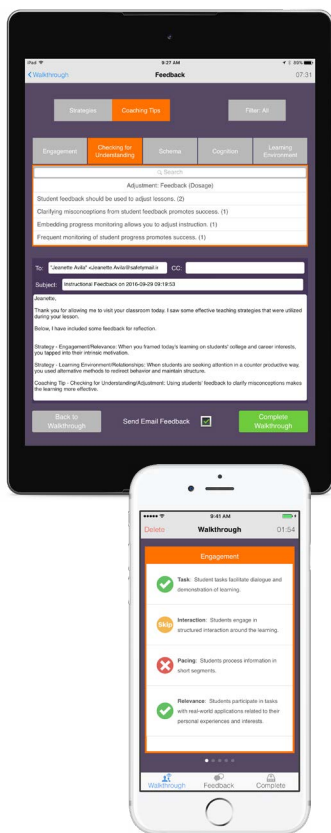 iPad 9:27 AM 89%
Walkthrough Feedback 07:31
Strategies Coaching Tips Filter: All
Engagement Checking for Understanding Schema Cognition Learning Environment
Search
Adjustment: Feedback (Dosage)
Student feedback should be used to adjust lessons. (2)
Clarifying misconceptions from student feedback promotes success. (1)
Embedding progress monitoring allows you to adjust instruction. (1)
Frequent monitoring of student progress promotes success. (1)
To: "Jeanette Avila" <Jeanette.Avila@safetymail.o CC:
Subject: Instructional Feedback on 2016-09-29 09:19:53
Jeanette,
Thank you for allowing me to visit your classroom today. I saw some effective teaching strategies that were utilized
during your lesson.
Below, I have included some feedback for reflection.
Strategy - Engagement/Relevance: When you framed today's learning on students' college and career interests,
you tapped into their intrinsic motivation.
Strategy - Learning Environment/Relationships: When students are seeking attention in a counter productive way,
you used alternative methods to redirect behavior and maintain structure.
Coaching Tip - Checking for Understanding/Adjustment: Using students' feedback to clarify misconceptions makes
the learning more effective.
Back to Walkthrough Send Email Feedback Complete Walkthrough
9:41 AM
Delete Walkthrough 01:54
Engagement
Task: Student tasks facilitate dialogue and
demonstration of learning.
Skip
Interaction: Students engage in
structured interaction around the learning.
Pacing: Students process information in
short segments.
Relevance: Students participate in tasks
with real-world applications related to their
personal experiences and interests.
Walkthrough Feedback Complete